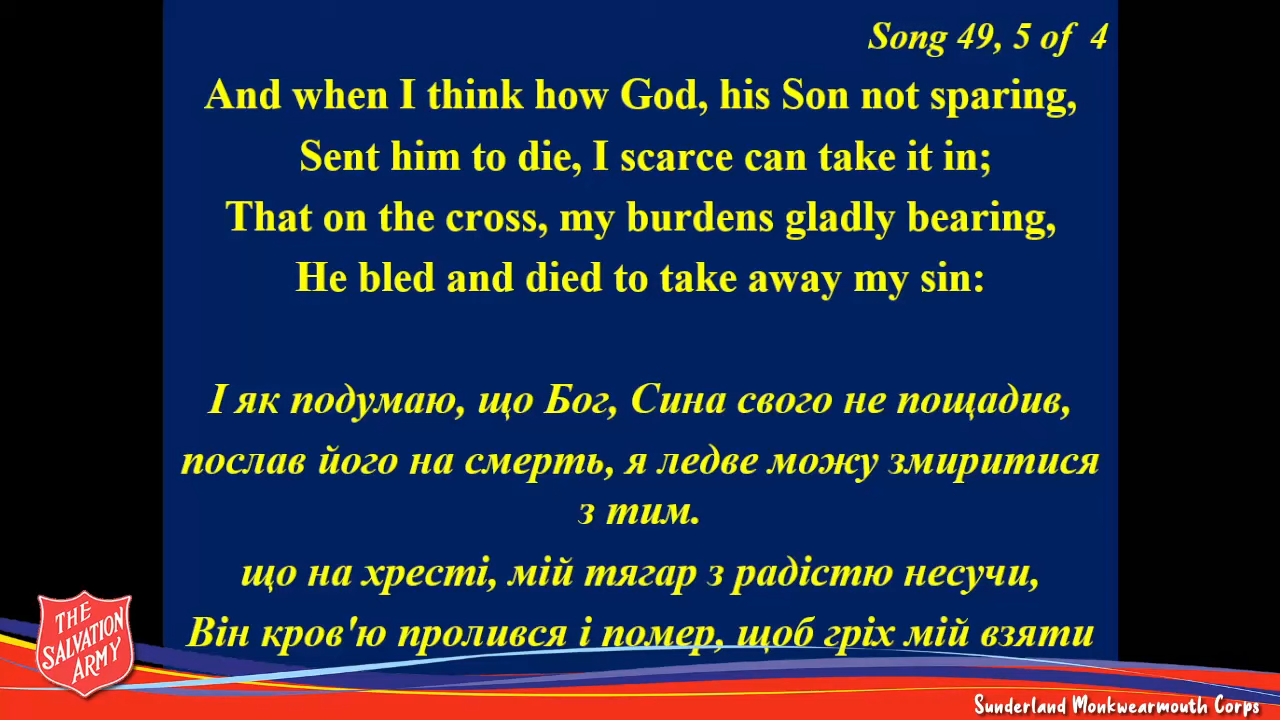 Song 49, 5 of 4
And when I think how God, his Son not sparing,
Sent him to die, I scarce can take it in;
That on the cross, my burdens gladly bearing,
He bled and died to take away my sin:
І як подумаю, що Бог, Сина свого не пощадив,
послав його на смерть, я ледве можу змиритися
з тим.
що на хресті, мій тягар з радістю несучи,
Він кров'ю пролився і помер, щоб гріх мій взяти
THE
SALVATION
ARMY
Sunderland Monkwearmouth Corps